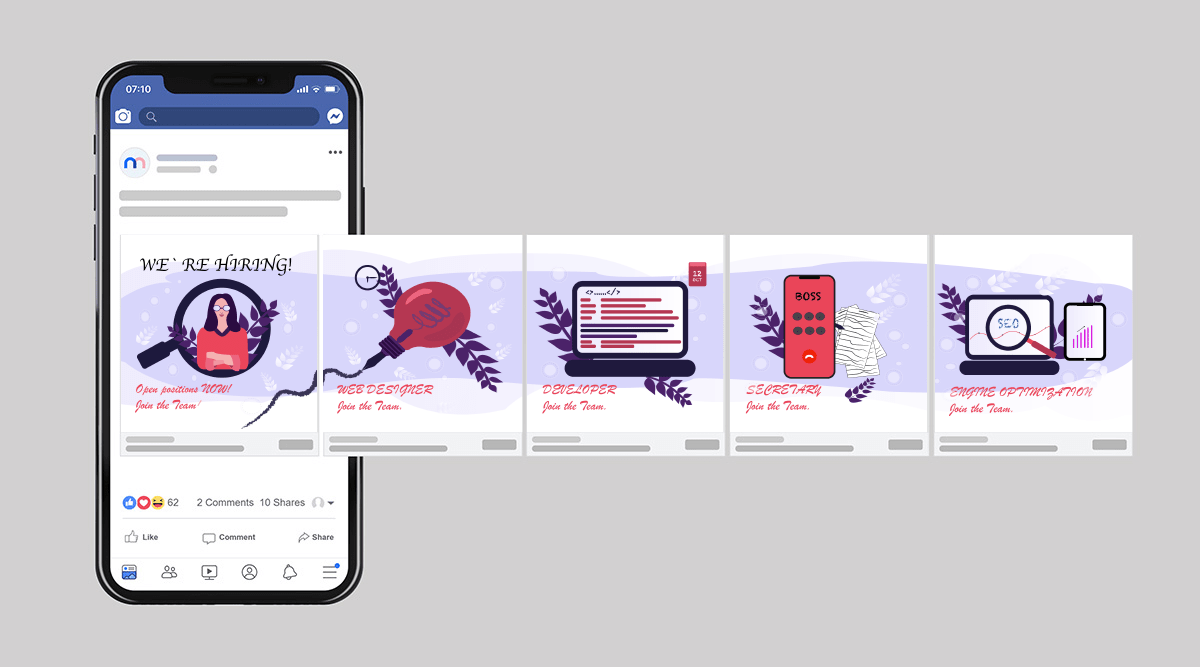 07:10
WE`RE HIRING!
Open positions NOW!
Join the Team!
WEB DESIGNER
Join the Team.
12
OCT
<>......</>
DEVELOPER
Join the Team.
BOSS
SECRETARY
Join the Team.
SEO
ENGINE OPTIMIZATION
Join the Team.
62 2 Comments 10 Shares
Like Comment Share